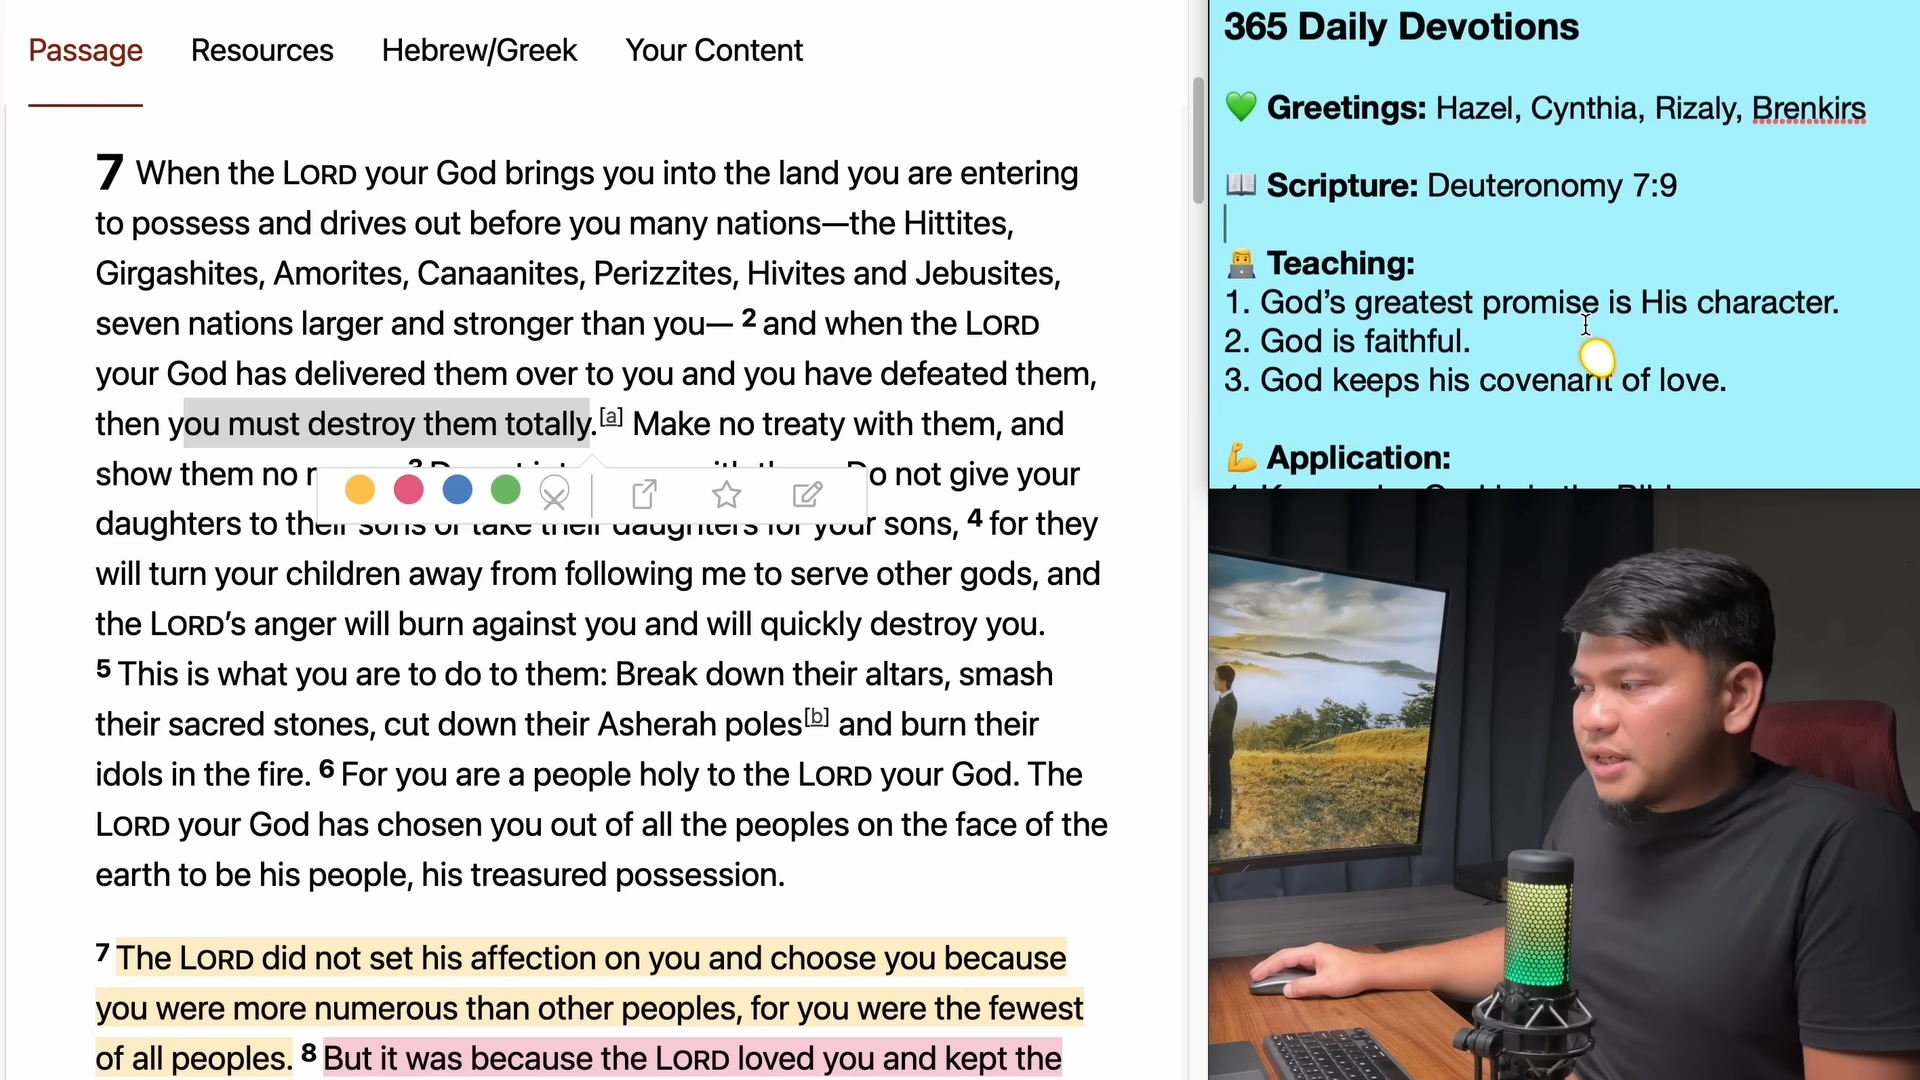 Passage Resources Hebrew/Greek Your Content
7 When the LORD your God brings you into the land you are entering
to possess and drives out before you many nations—the Hittites,
Girgashites, Amorites, Canaanites, Perizzites, Hivites and Jebusites,
seven nations larger and stronger than you— 2 and when the LORD
your God has delivered them over to you and you have defeated them,
then you must destroy them totally.[a] Make no treaty with them, and
show them no Do not give your
daughters to their sons or take their daughters for your sons, 4 for they
will turn your children away from following me to serve other gods, and
the LORD’s anger will burn against you and will quickly destroy you.
5 This is what you are to do to them: Break down their altars, smash
their sacred stones, cut down their Asherah poles[b] and burn their
idols in the fire. 6 For you are a people holy to the LORD your God. The
LORD your God has chosen you out of all the peoples on the face of the
earth to be his people, his treasured possession.
7 The LORD did not set his affection on you and choose you because
you were more numerous than other peoples, for you were the fewest
of all peoples. 8 But it was because the LORD loved you and kept the
365 Daily Devotions
💚 Greetings: Hazel, Cynthia, Rizaly, Brenkirs
📖 Scripture: Deuteronomy 7:9
👨‍💻 Teaching:
1. God’s greatest promise is His character.
2. God is faithful.
3. God keeps his covenant of love.
💪 Application: